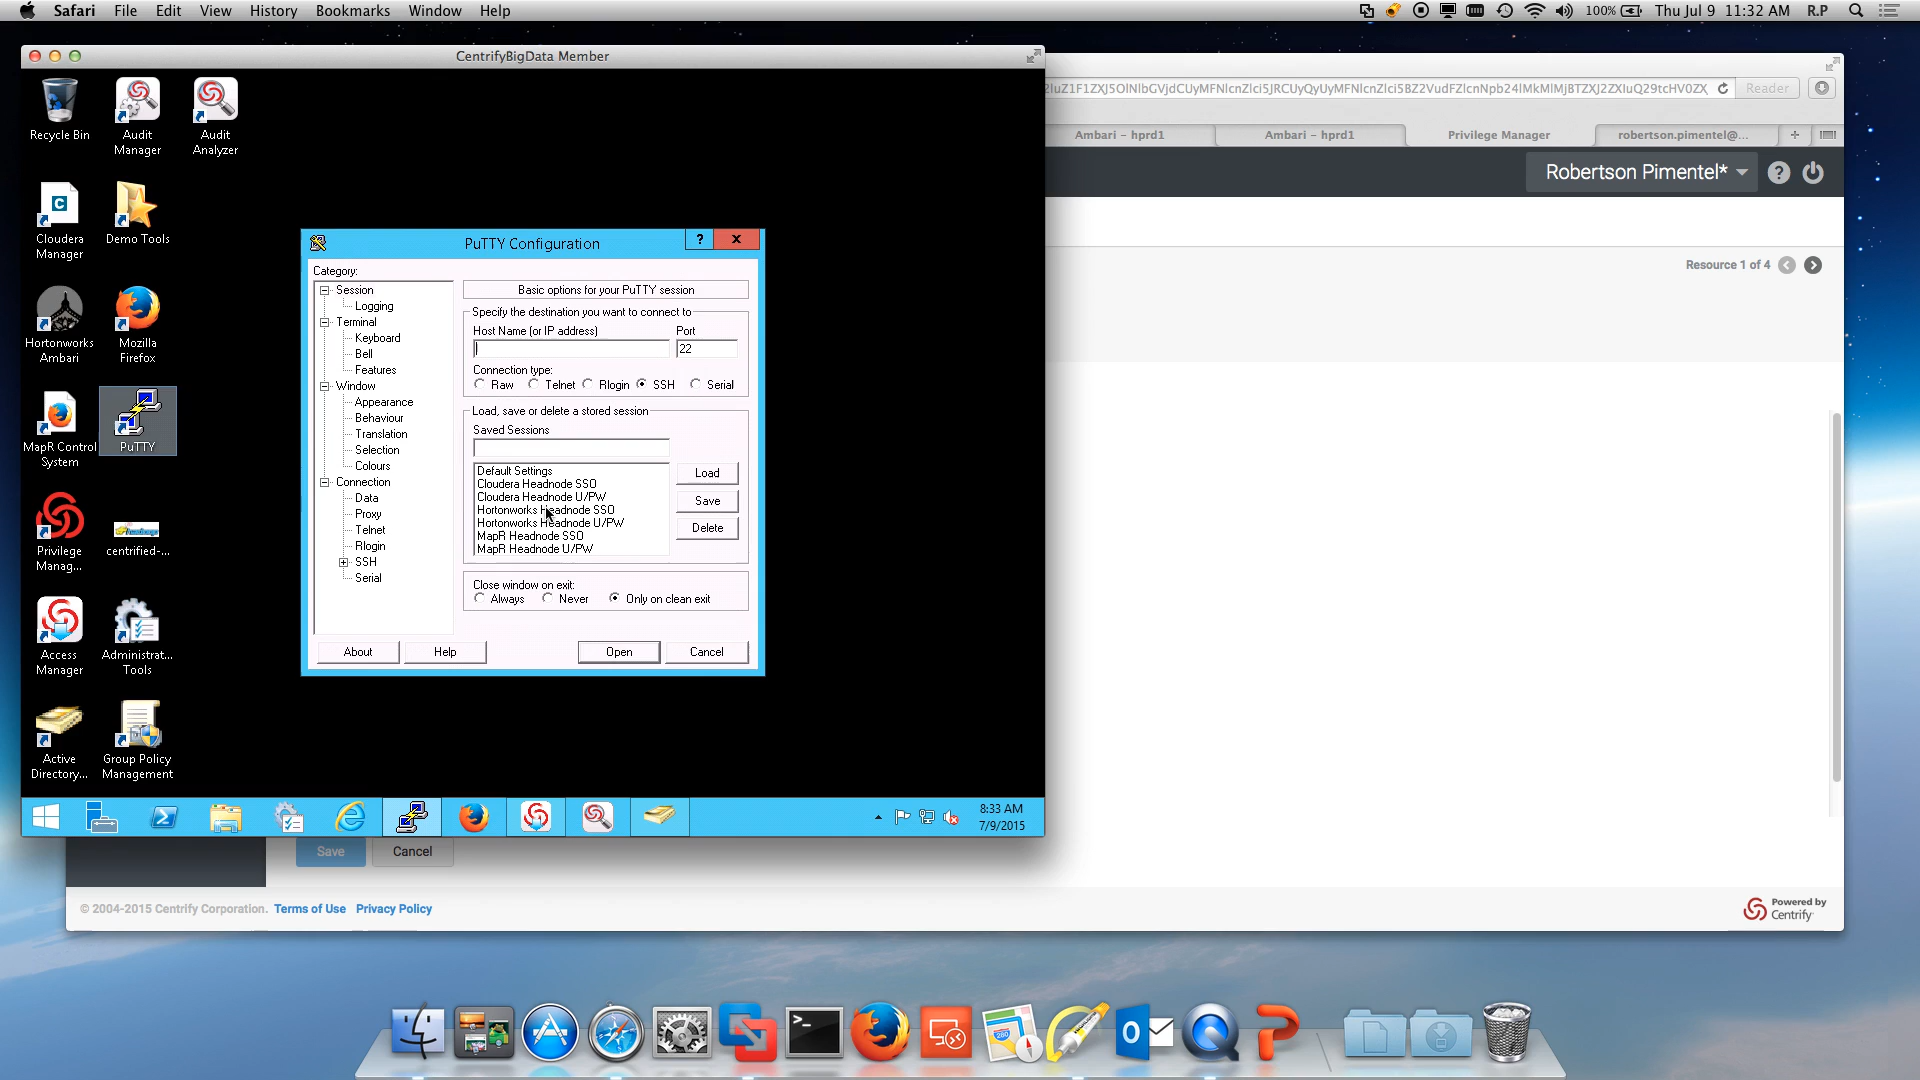 Safari File Edit View History Bookmarks Window Help
100% Thu Jul 9 11:32 AM R.P
CentrifyBigData Member
Reader
Ambari – hprd1
Ambari – hprd1
Privilege Manager
robertson.pimentel@...
Robertson Pimentel*
Resource 1 of 4
Recycle Bin
Audit
Manager
Audit
Analyzer
Cloudera
Manager
Demo Tools
Hortonworks
Ambari
Mozilla
Firefox
MapR Control
System
PuTTY
Privilege
Manag...
centrified-...
Access
Manager
Administrat...
Tools
Active
Directory...
Group Policy
Management
PuTTY Configuration
?
Category:
Session
Logging
Terminal
Keyboard
Bell
Features
Window
Appearance
Behaviour
Translation
Selection
Colours
Connection
Data
Proxy
Telnet
Rlogin
SSH
Serial
Basic options for your PuTTY session
Specify the destination you want to connect to
Host Name (or IP address) Port
22
Connection type:
Raw Telnet Rlogin SSH Serial
Load, save or delete a stored session
Saved Sessions
Default Settings
Cloudera Headnode SSO
Cloudera Headnode U/PW
Hortonworks Headnode SSO
Hortonworks Headnode U/PW
MapR Headnode SSO
MapR Headnode U/PW
Load
Save
Delete
Close window on exit:
Always Never Only on clean exit
About Help Open Cancel
8:33 AM
7/9/2015
Save Cancel
© 2004-2015 Centrify Corporation. Terms of Use Privacy Policy
Powered by
Centrify